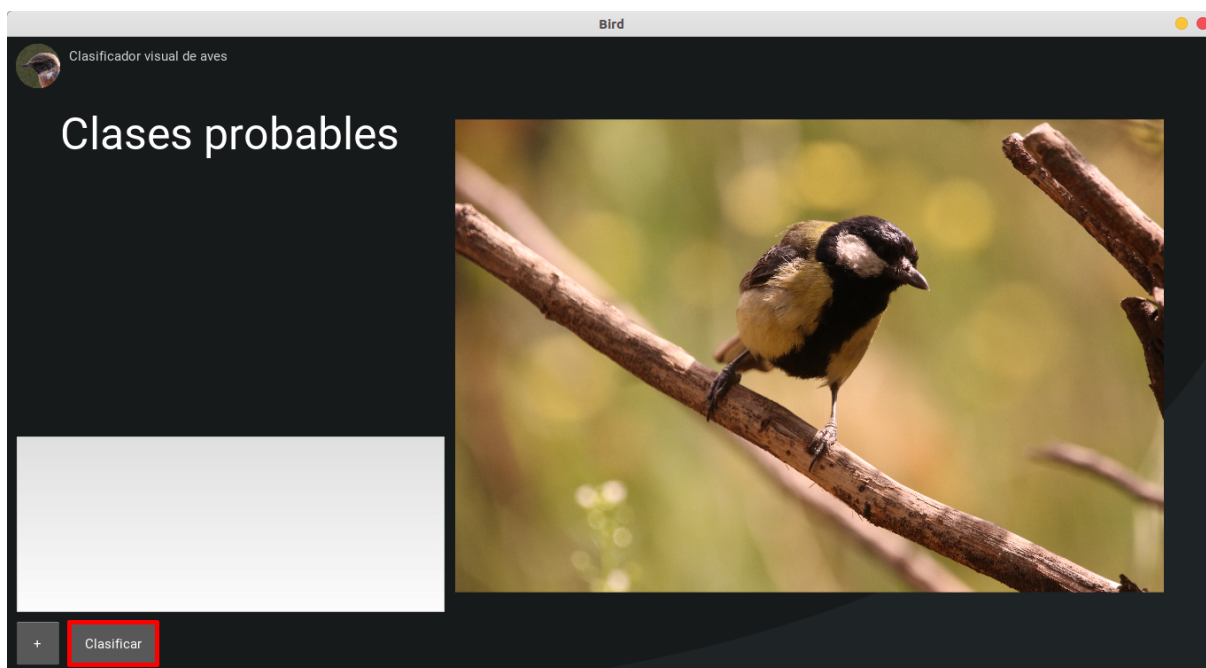 Bird
Clasificador visual de aves
Clases probables
+
Clasificar